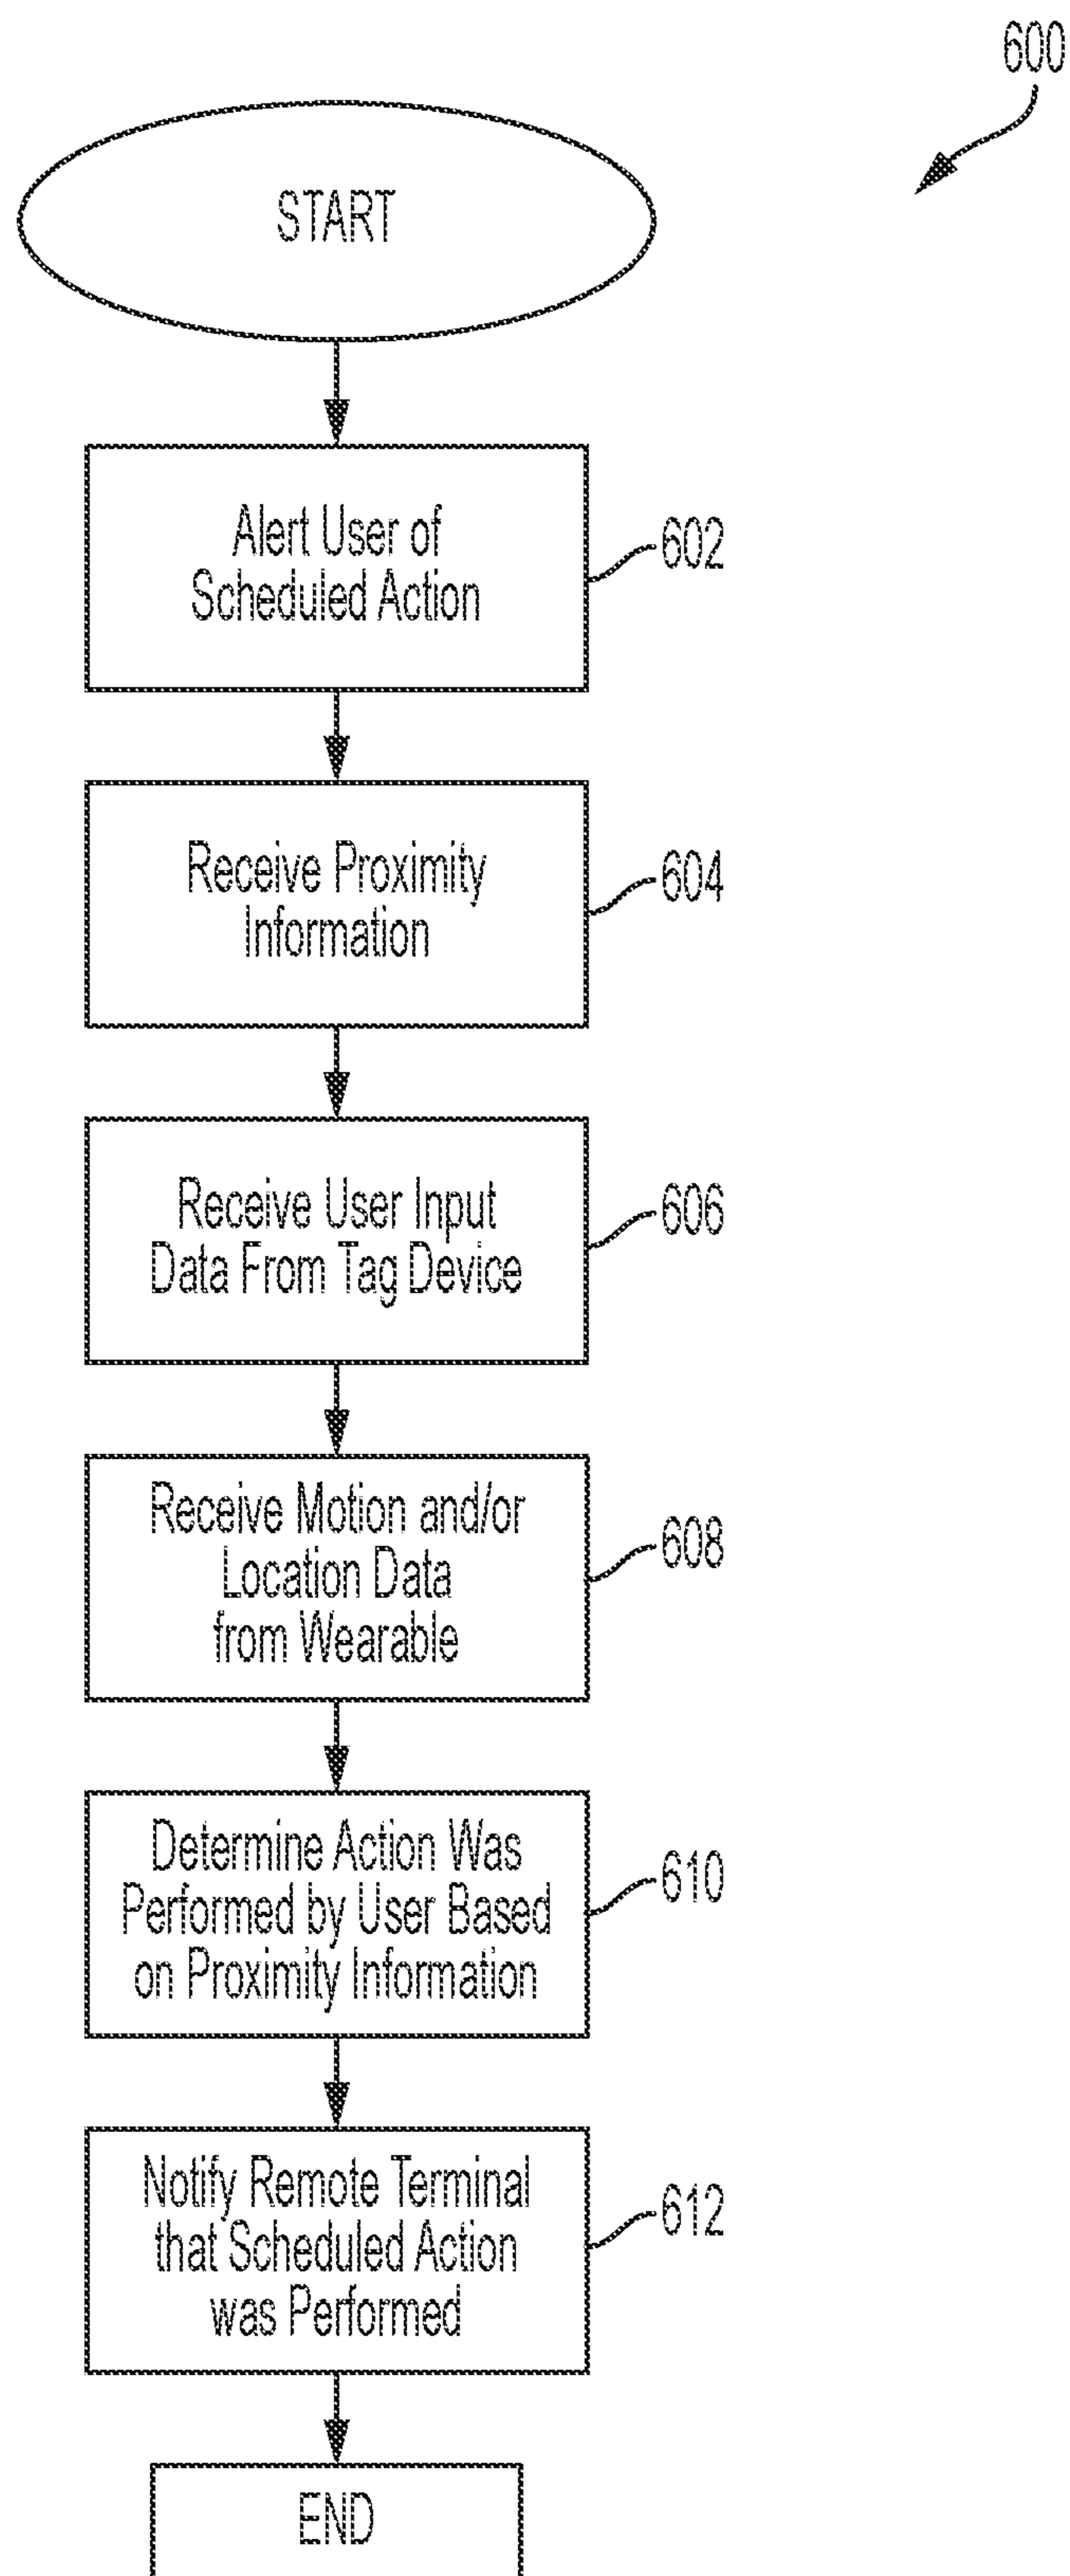 600
START
Alert User of
Scheduled Action
602
Receive Proximity
Information
604
Receive User Input
Data From Tag Device
606
Receive Motion and/or
Location Data
from Wearable
608
Determine Action Was
Performed by User Based
on Proximity Information
610
Notify Remote Terminal
that Scheduled Action
was Performed
612
END